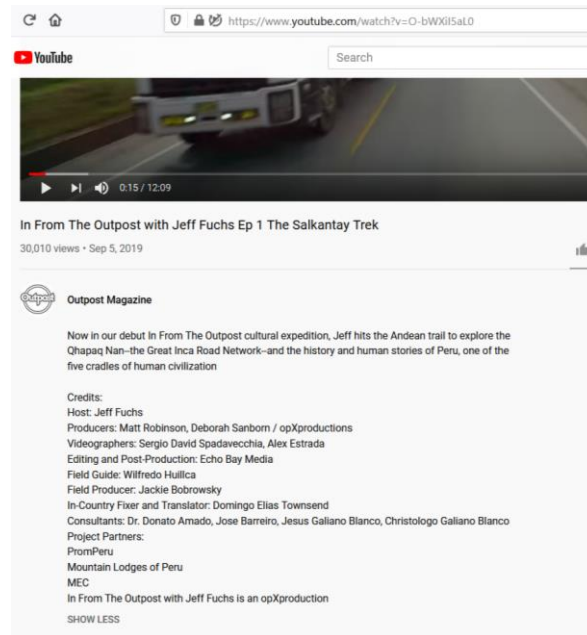 https://www.youtube.com/watch?v=O-bWXiI5aL0
YouTube
Search
0:15 / 12:09
In From The Outpost with Jeff Fuchs Ep 1 The Salkantay Trek
30,010 views • Sep 5, 2019
Outpost
Outpost Magazine
Now in our debut In From The Outpost cultural expedition, Jeff hits the Andean trail to explore the
Qhapaq Nan--the Great Inca Road Network--and the history and human stories of Peru, one of the
five cradles of human civilization
Credits:
Host: Jeff Fuchs
Producers: Matt Robinson, Deborah Sanborn / opXproductions
Videographers: Sergio David Spadavecchia, Alex Estrada
Editing and Post-Production: Echo Bay Media
Field Guide: Wilfredo Huillca
Field Producer: Jackie Bobrowsky
In-Country Fixer and Translator: Domingo Elias Townsend
Consultants: Dr. Donato Amado, Jose Barreiro, Jesus Galiano Blanco, Christologo Galiano Blanco
Project Partners:
PromPeru
Mountain Lodges of Peru
MEC
In From The Outpost with Jeff Fuchs is an opXproduction
SHOW LESS